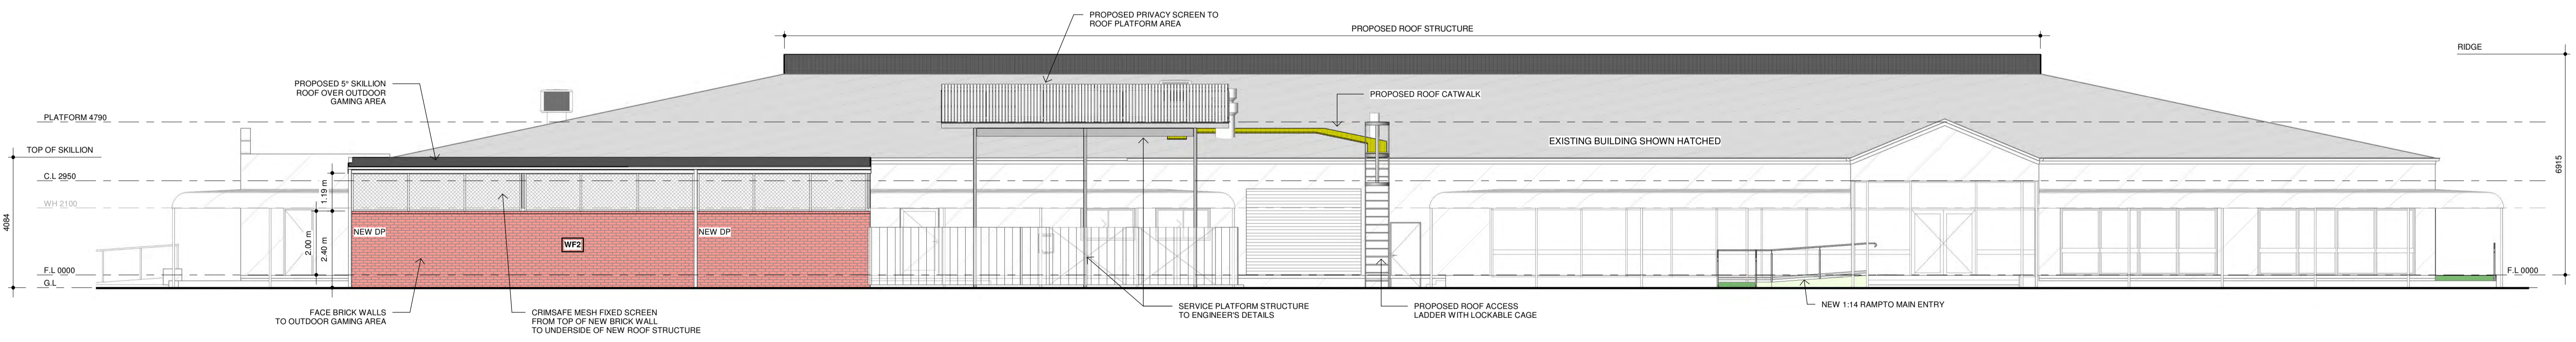 PROPOSED PRIVACY SCREEN TO
ROOF PLATFORM AREA
PROPOSED ROOF STRUCTURE
RIDGE
PROPOSED 5° SKILLION
ROOF OVER OUTDOOR
GAMING AREA
PROPOSED ROOF CATWALK
PLATFORM 4790
EXISTING BUILDING SHOWN HATCHED
TOP OF SKILLION
6915
C.L 2950
1.19 m
WH 2100
4084
NEW DP
NEW DP
WF2
2.00 m
2.40 m
F.L 0000
F.L 0000
G.L
FACE BRICK WALLS
TO OUTDOOR GAMING AREA
CRIMSAFE MESH FIXED SCREEN
FROM TOP OF NEW BRICK WALL
TO UNDERSIDE OF NEW ROOF STRUCTURE
SERVICE PLATFORM STRUCTURE
TO ENGINEER'S DETAILS
PROPOSED ROOF ACCESS
LADDER WITH LOCKABLE CAGE
NEW 1:14 RAMPTO MAIN ENTRY